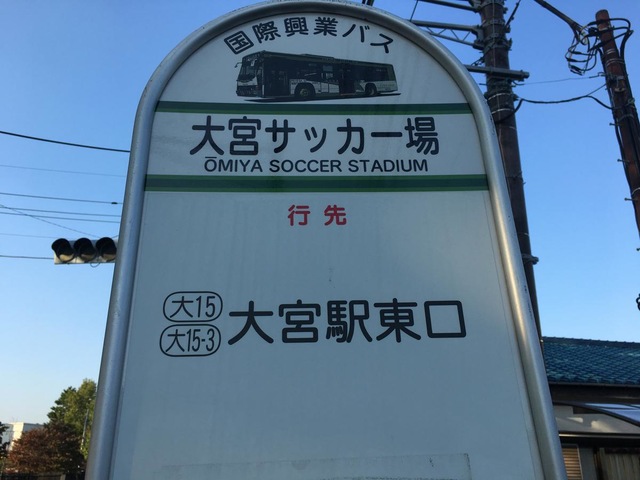 国際興業バス
大宮サッカー場
ŌMIYA SOCCER STADIUM
行先
大15
大15-3
大宮駅東口